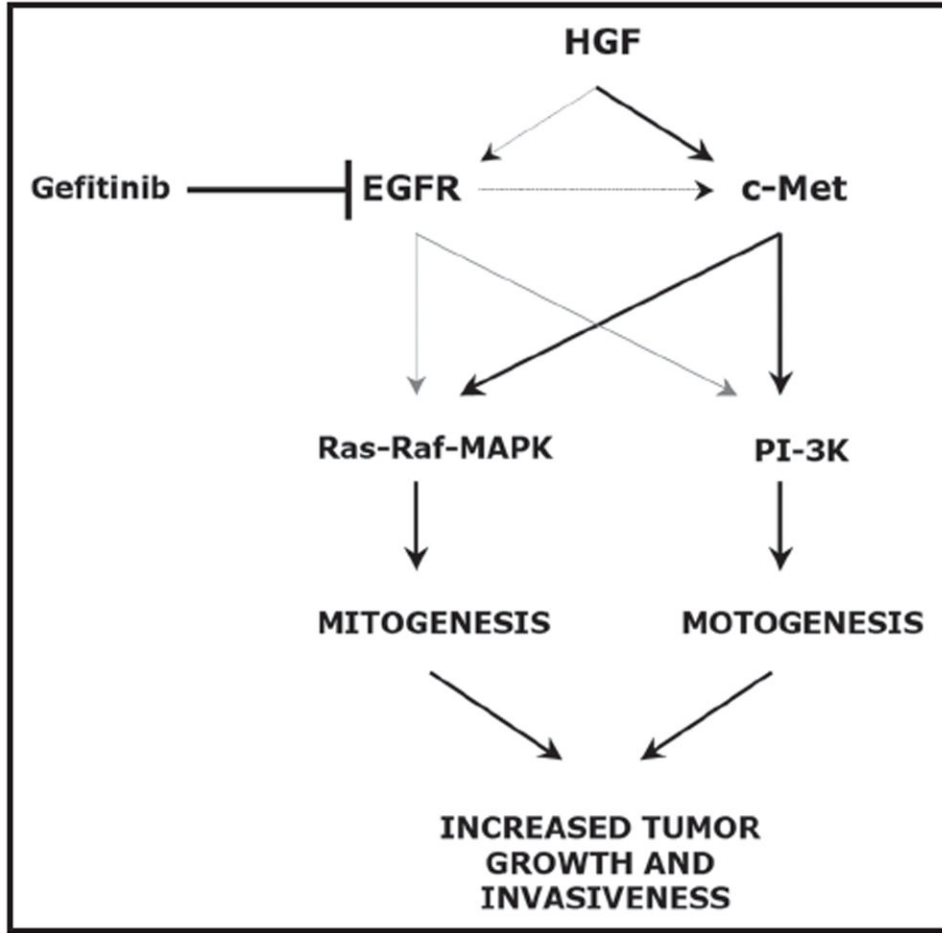 HGF
Gefitinib
EGFR
c-Met
Ras-Raf-MAPK
PI-3K
MITOGENESIS
MOTOGENESIS
INCREASED TUMOR
GROWTH AND
INVASIVENESS